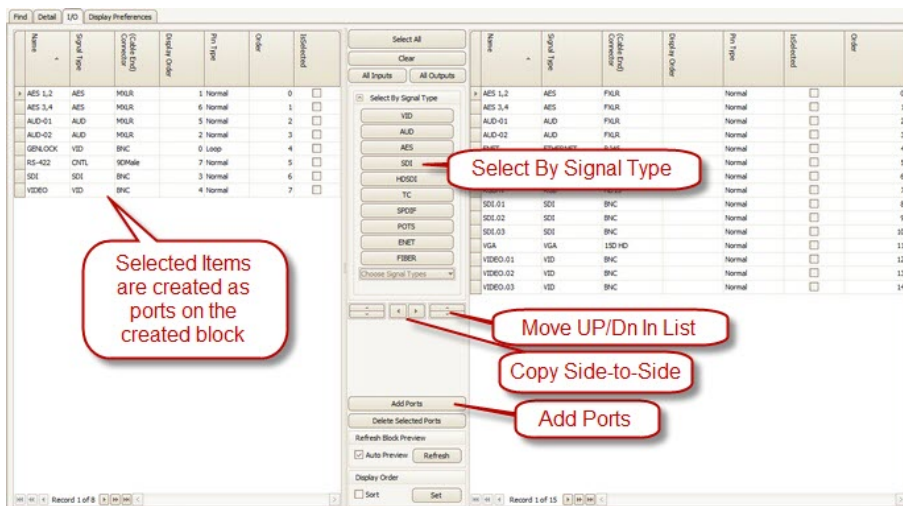 Find Detail I/O Display Preferences
Name Signal Type (Cable End) Connector Display Order Pin Type Order IsSelected
AES 1,2 AES MXLR 1 Normal 0
AES 3,4 AES MXLR 6 Normal 1
AUD-01 AUD MXLR 5 Normal 2
AUD-02 AUD MXLR 2 Normal 3
GENLOCK VID BNC 0 Loop 4
RS-422 CNTL 9DMale 7 Normal 5
SDI SDI BNC 3 Normal 6
VIDEO VID BNC 4 Normal 7
Selected Items
are created as
ports on the
created block
Record 1 of 8
Select All
Clear
All Inputs All Outputs
Select By Signal Type
VID
AUD
AES
SDI
HDSDI
TC
SPDIF
POTS
ENET
FIBER
Choose Signal Types
Select By Signal Type
Move UP/Dn In List
Copy Side-to-Side
Add Ports
Add Ports
Delete Selected Ports
Refresh Block Preview
Auto Preview Refresh
Display Order
Sort Set
Name Signal Type (Cable End) Connector Display Order Pin Type IsSelected Order
AES 1,2 AES FXLR Normal 0
AES 3,4 AES FXLR Normal 1
AUD-01 AUD FXLR Normal 2
AUD-02 AUD FXLR Normal 3
SDI.01 SDI BNC Normal 8
SDI.02 SDI BNC Normal 9
SDI.03 SDI BNC Normal 10
VGA VGA 15D HD Normal 11
VIDEO.01 VID BNC Normal 12
VIDEO.02 VID BNC Normal 13
VIDEO.03 VID BNC Normal 14
Record 1 of 15